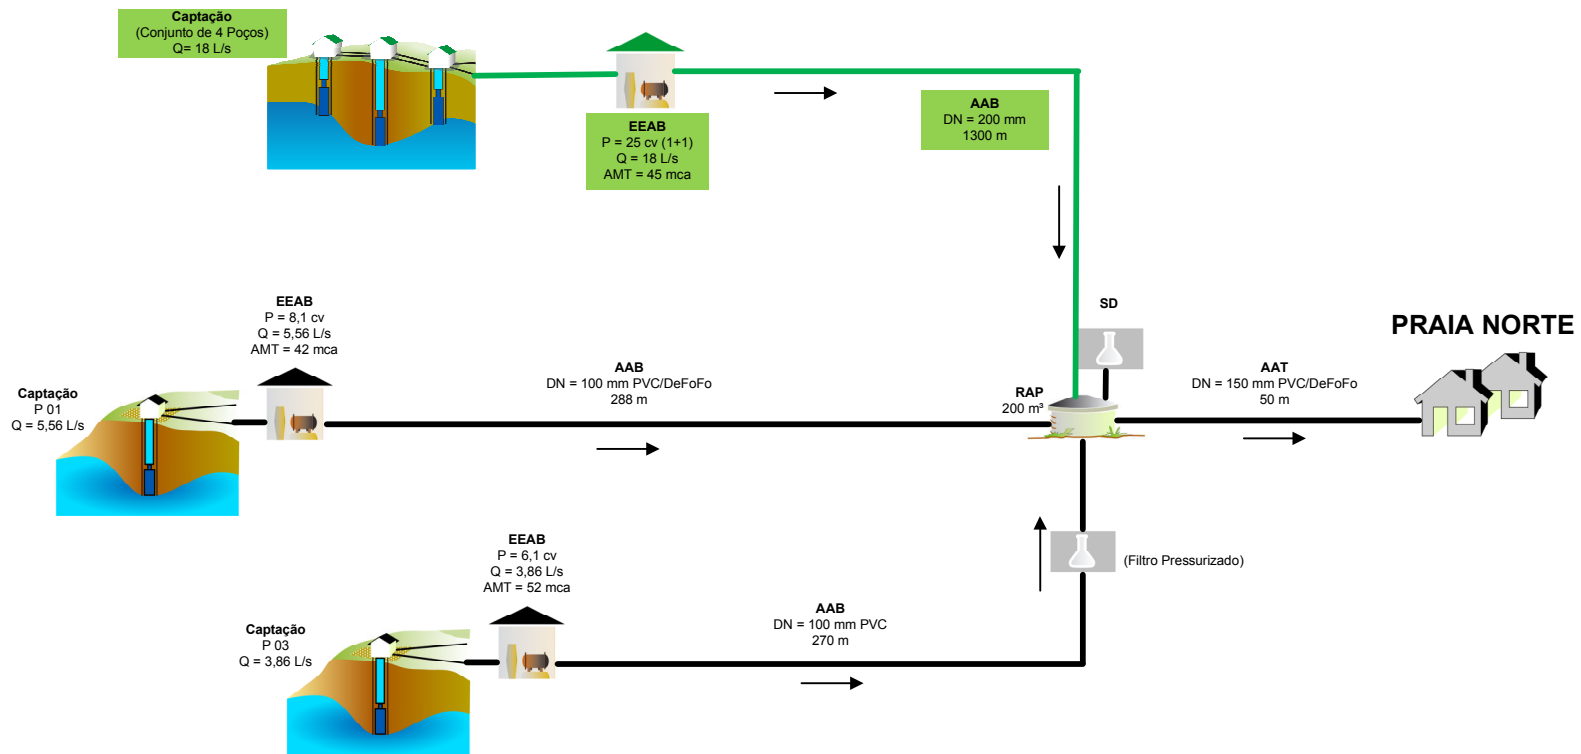 Captação
(Conjunto de 4 Poços)
Q= 18 L/s
EEAB
P = 25 cv (1+1)
Q = 18 L/s
AMT = 45 mca
AAB
DN = 200 mm
1300 m
EEAB
P = 8,1 cv
Q = 5,56 L/s
AMT = 42 mca
Captação
P 01
Q = 5,56 L/s
AAB
DN = 100 mm PVC/DeFoFo
288 m
SD
RAP
200 m³
AAT
DN = 150 mm PVC/DeFoFo
50 m
PRAIA NORTE
EEAB
P = 6,1 cv
Q = 3,86 L/s
AMT = 52 mca
(Filtro Pressurizado)
Captação
P 03
Q = 3,86 L/s
AAB
DN = 100 mm PVC
270 m